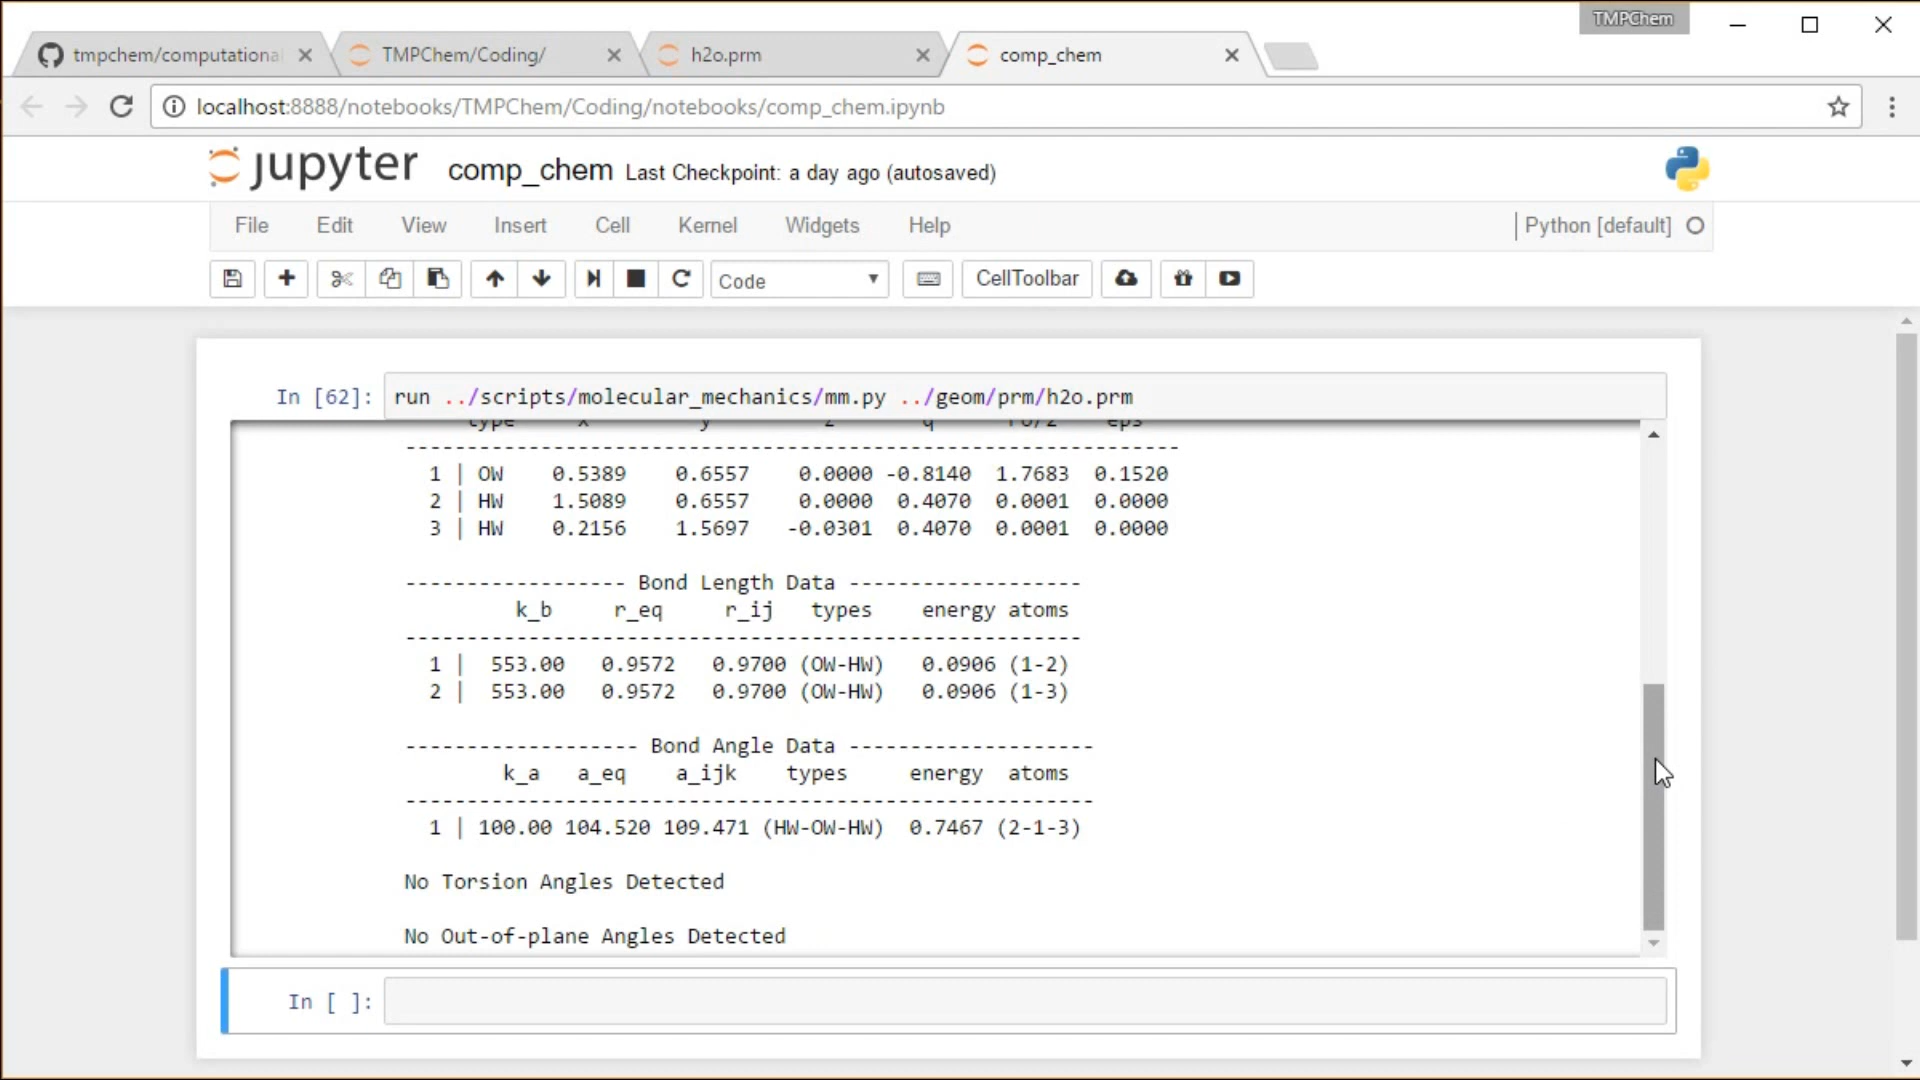 TMPChem
tmpchem/computational
TMPChem/Coding/
h2o.prm
comp_chem
localhost:8888/notebooks/TMPChem/Coding/notebooks/comp_chem.ipynb
jupyter comp_chem Last Checkpoint: a day ago (autosaved)
File Edit View Insert Cell Kernel Widgets Help Python [default]
Code CellToolbar
In [62]: run ../scripts/molecular_mechanics/mm.py ../geom/prm/h2o.prm
type x y z q ro/2 eps
-------------------------------------------------------------------
1 | OW 0.5389 0.6557 0.0000 -0.8140 1.7683 0.1520
2 | HW 1.5089 0.6557 0.0000 0.4070 0.0001 0.0000
3 | HW 0.2156 1.5697 -0.0301 0.4070 0.0001 0.0000
------------------ Bond Length Data -------------------
k_b r_eq r_ij types energy atoms
-------------------------------------------------------
1 | 553.00 0.9572 0.9700 (OW-HW) 0.0906 (1-2)
2 | 553.00 0.9572 0.9700 (OW-HW) 0.0906 (1-3)
------------------- Bond Angle Data --------------------
k_a a_eq a_ijk types energy atoms
--------------------------------------------------------
1 | 100.00 104.520 109.471 (HW-OW-HW) 0.7467 (2-1-3)
No Torsion Angles Detected
No Out-of-plane Angles Detected
In [ ]: